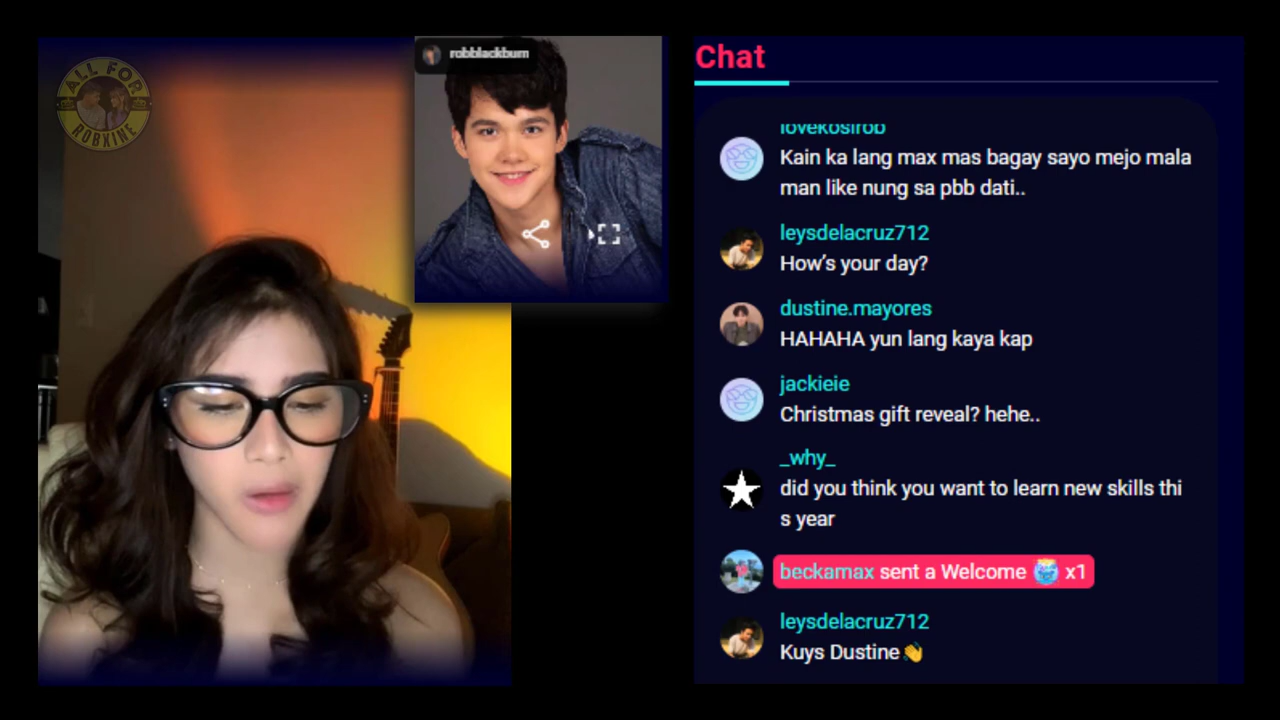 ALL FOR
ROBXINE
robblackburn
Chat
lovekosirob
Kain ka lang max mas bagay sayo mejo mala
man like nung sa pbb dati..
leysdelacruz712
How's your day?
dustine.mayores
HAHAHA yun lang kaya kap
jackieie
Christmas gift reveal? hehe..
_why_
did you think you want to learn new skills thi
s year
beckamax sent a Welcome x1
leysdelacruz712
Kuys Dustine👋